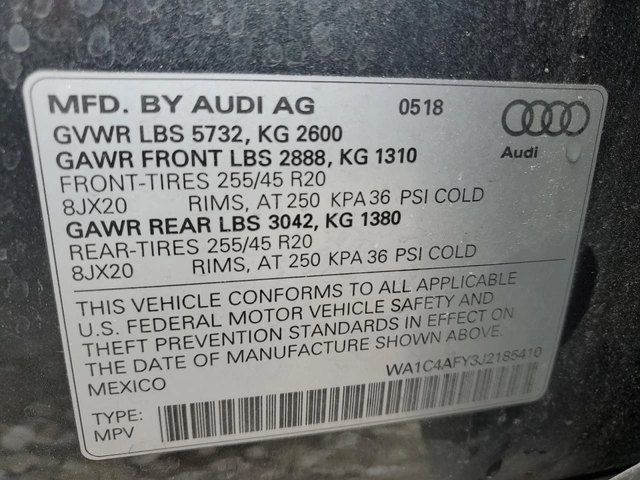 MFD. BY AUDI AG 0518
GVWR LBS 5732, KG 2600
GAWR FRONT LBS 2888, KG 1310
Audi
FRONT-TIRES 255/45 R20
8JX20 RIMS, AT 250 KPA 36 PSI COLD
GAWR REAR LBS 3042, KG 1380
REAR-TIRES 255/45 R20
8JX20 RIMS, AT 250 KPA 36 PSI COLD
THIS VEHICLE CONFORMS TO ALL APPLICABLE
U.S. FEDERAL MOTOR VEHICLE SAFETY AND
THEFT PREVENTION STANDARDS IN EFFECT ON
THE DATE OF MANUFACTURE SHOWN ABOVE.
MEXICO WA1C4AFY3J2185410
TYPE:
MPV